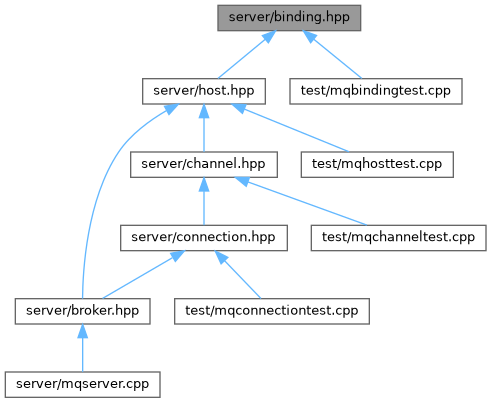 server/binding.hpp
server/host.hpp
test/mqbindingtest.cpp
server/channel.hpp
test/mqhosttest.cpp
server/connection.hpp
test/mqchanneltest.cpp
server/broker.hpp
test/mqconnectiontest.cpp
server/mqserver.cpp